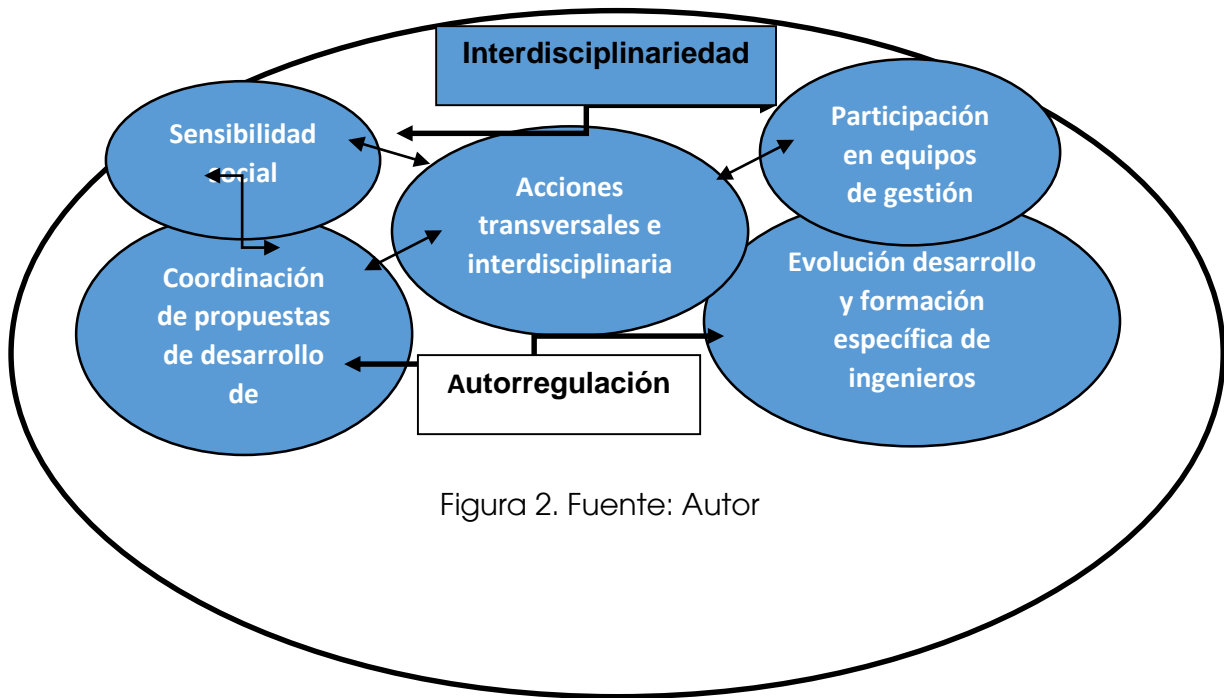 Interdisciplinariedad
Sensibilidad
social
Participación
en equipos
de gestión
Acciones
transversales e
interdisciplinaria
Coordinación
de propuestas
de desarrollo
de
Evolución desarrollo
y formación
específica de
ingenieros
Autorregulación
Figura 2. Fuente: Autor